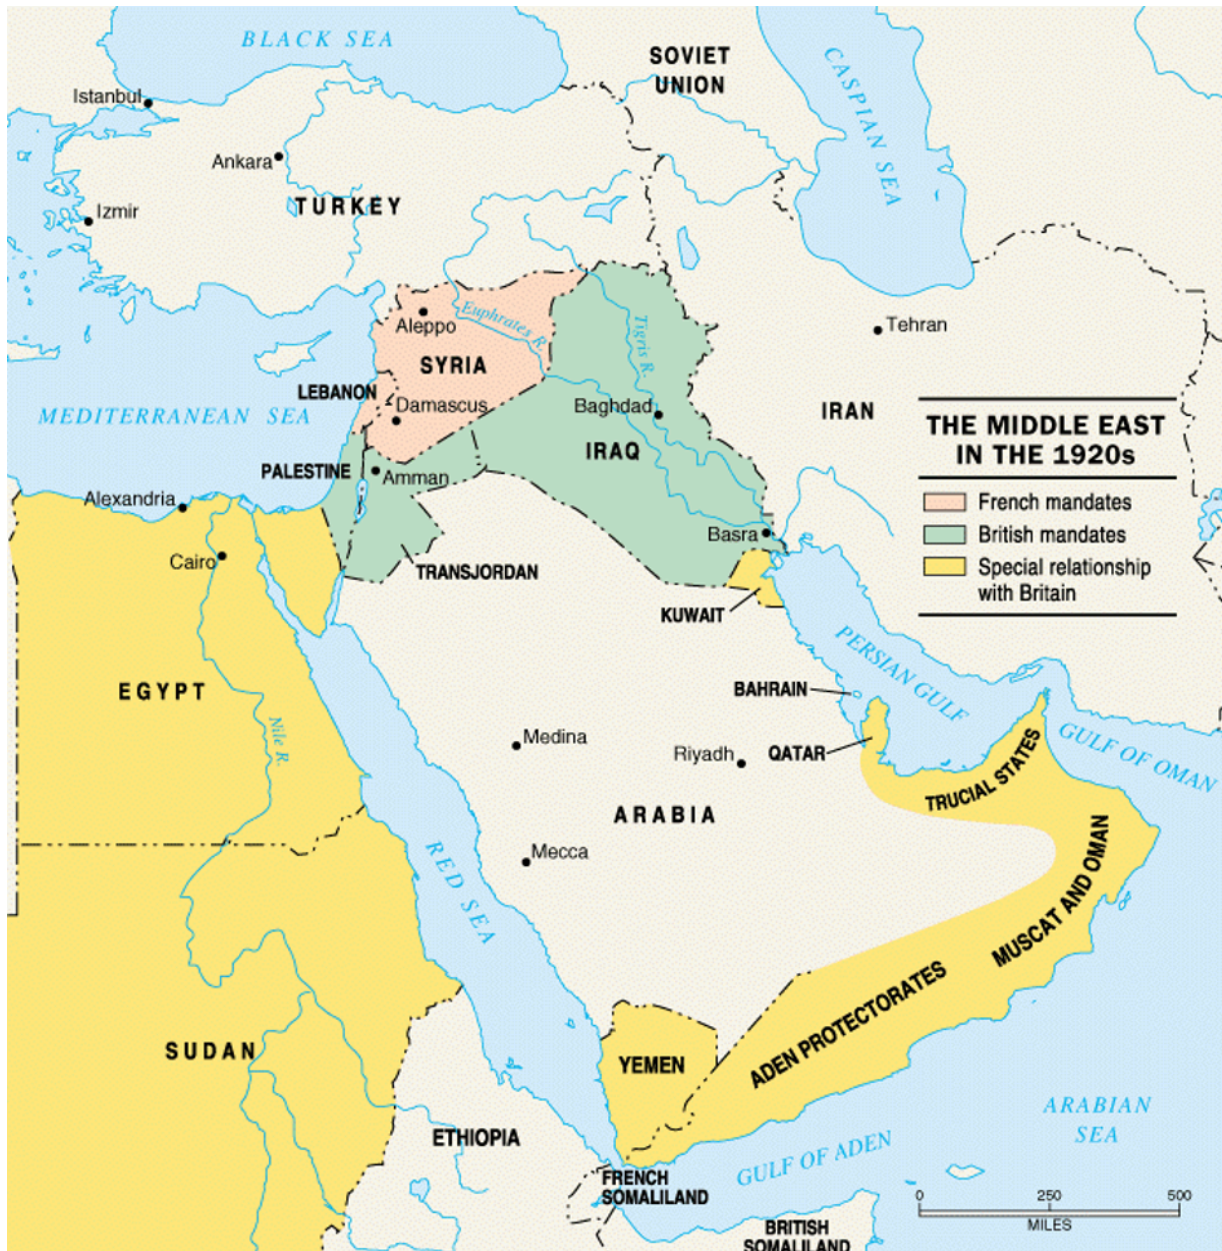 BLACK SEA
SOVIET
UNION
CASPIAN SEA
Istanbul
Ankara
TURKEY
Izmir
Aleppo
Euphrates R.
Tigris R.
Tehran
SYRIA
LEBANON
Damascus
Baghdad
IRAN
MEDITERRANEAN SEA
IRAQ
THE MIDDLE EAST
IN THE 1920s
PALESTINE
Amman
Alexandria
French mandates
Basra
British mandates
Cairo
TRANSJORDAN
Special relationship
with Britain
KUWAIT
PERSIAN GULF
EGYPT
BAHRAIN
Nile R.
Medina
Riyadh
QATAR
GULF OF OMAN
TRUCIAL STATES
ARABIA
Mecca
RED SEA
MUSCAT AND OMAN
ADEN PROTECTORATES
SUDAN
YEMEN
ARABIAN
SEA
ETHIOPIA
GULF OF ADEN
FRENCH
SOMALILAND
0 250 500
MILES
BRITISH
SOMALILAND